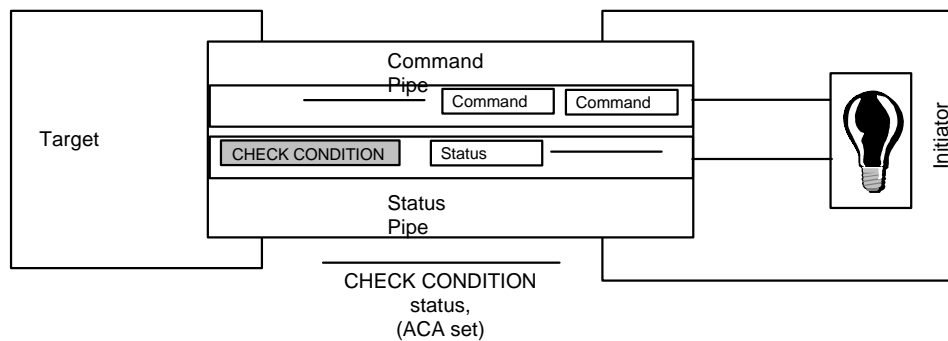 Command
Pipe
Command
Command
Target
CHECK CONDITION
Status
Initiator
Status
Pipe
CHECK CONDITION
status,
(ACA set)